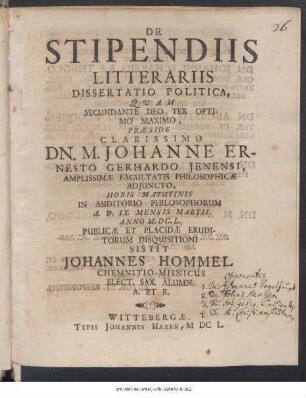 26
DE
STIPENDIIS
LITTERARIIS
DISSERTATIO POLITICA,
QUAM
SECUNDANTE DEO TER OPTI-
MO MAXIMO,
PRÆSIDE
CLARISSIMO
DN. M. JOHANNE ER-
NESTO GERHARDO JENENSI,
AMPLISSIMÆ FACULTATIS PHILOSOPHICÆ
ADJUNCTO,
HORIS MATUTINIS
IN AUDITORIO PHILOSOPHORUM
A. D. IX MENSIS MARTII
ANNO M.DC.L.
PUBLICÆ ET PLACIDÆ ERUDI-
TORUM DISQUISITIONI
SISTIT
JOHANNES HOMMEL
CHEMNITIO-MISNICUS
ELECT. SAX. ALUMN.
A. ET R.
WITTEBERGÆ,
TYPIS JOHANNIS HAKEN, M DC L.